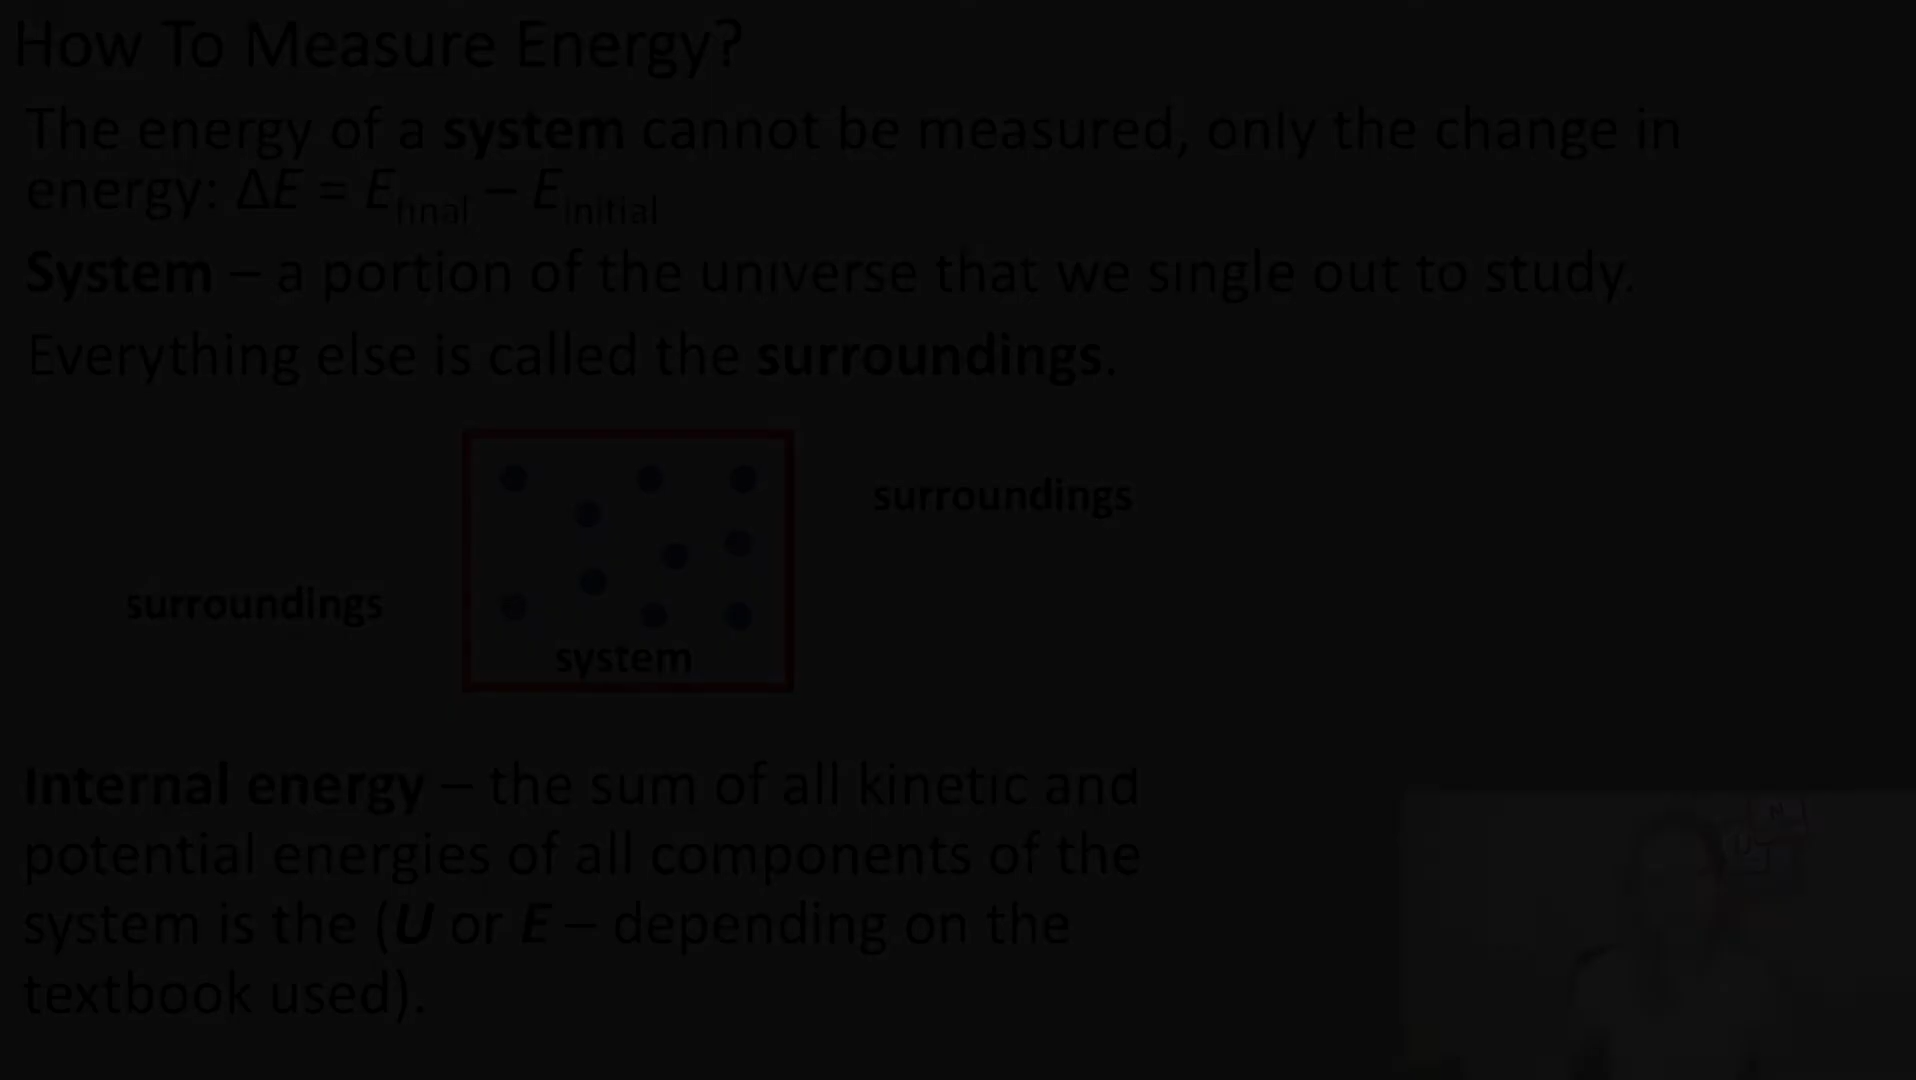 How To Measure Energy?
The energy of a system cannot be measured, only the change in
energy: ΔE = Efinal – Einitial
System – a portion of the universe that we single out to study.
Everything else is called the surroundings.
surroundings
surroundings
system
Internal energy – the sum of all kinetic and
potential energies of all components of the
system is the (U or E – depending on the
textbook used).